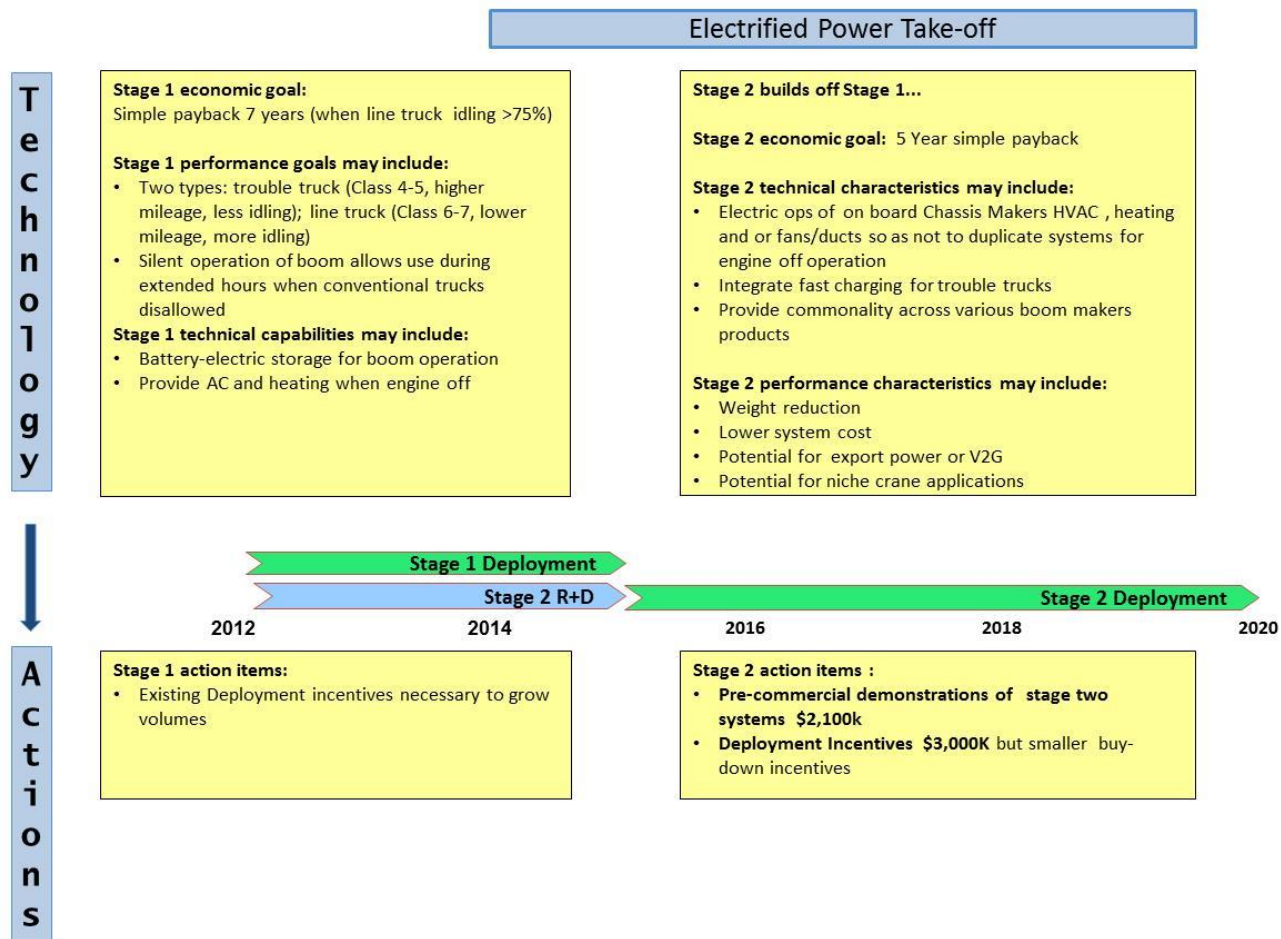 Electrified Power Take-off
Technology
Stage 1 economic goal:
Simple payback 7 years (when line truck idling >75%)
Stage 1 performance goals may include:
• Two types: trouble truck (Class 4-5, higher
mileage, less idling); line truck (Class 6-7, lower
mileage, more idling)
• Silent operation of boom allows use during
extended hours when conventional trucks
disallowed
Stage 1 technical capabilities may include:
• Battery-electric storage for boom operation
• Provide AC and heating when engine off
Stage 2 builds off Stage 1...
Stage 2 economic goal: 5 Year simple payback
Stage 2 technical characteristics may include:
• Electric ops of on board Chassis Makers HVAC , heating
and or fans/ducts so as not to duplicate systems for
engine off operation
• Integrate fast charging for trouble trucks
• Provide commonality across various boom makers
products
Stage 2 performance characteristics may include:
• Weight reduction
• Lower system cost
• Potential for export power or V2G
• Potential for niche crane applications
Stage 1 Deployment
Stage 2 R+D
Stage 2 Deployment
2012 2014 2016 2018 2020
Actions
Stage 1 action items:
• Existing Deployment incentives necessary to grow
volumes
Stage 2 action items :
• Pre-commercial demonstrations of stage two
systems $2,100k
• Deployment Incentives $3,000K but smaller buy-
down incentives